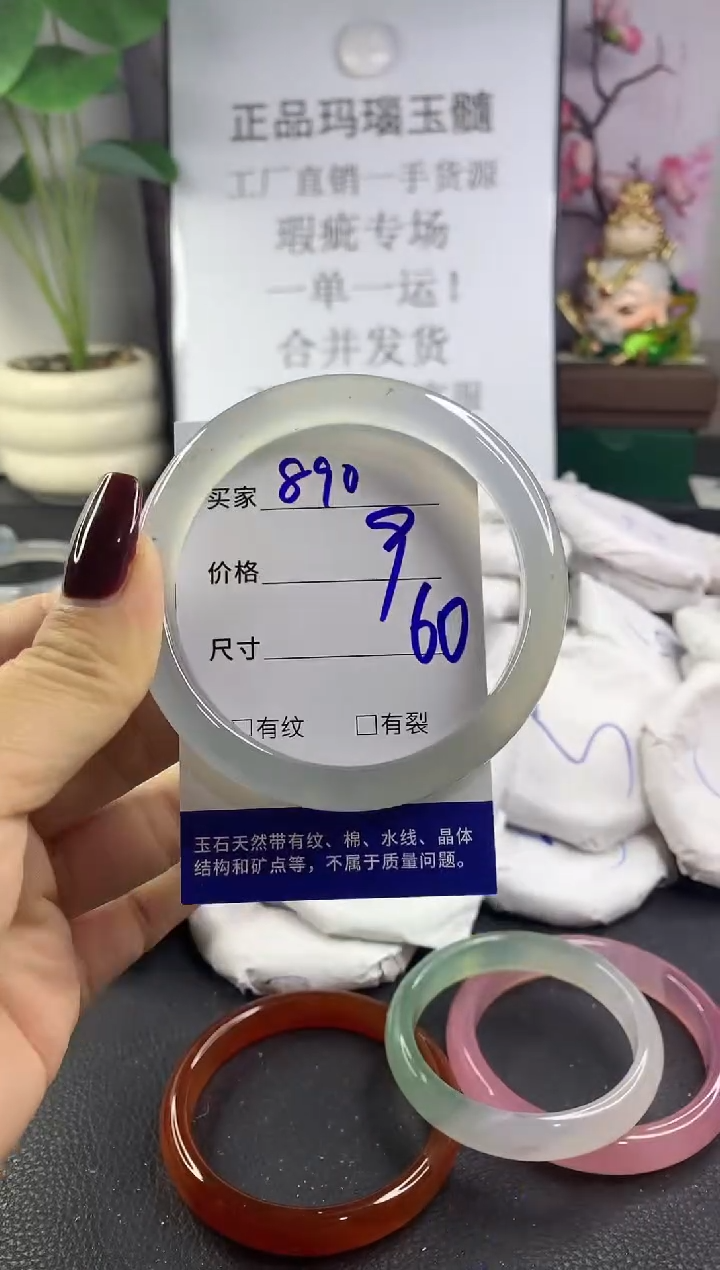 正品玛瑙玉髓
工厂直销一手货源
瑕疵专场
一单一运！
合并发货
买家 890
价格 9
尺寸 60
□有纹 □有裂
玉石天然带有纹、棉、水线、晶体
结构和矿点等，不属于质量问题。